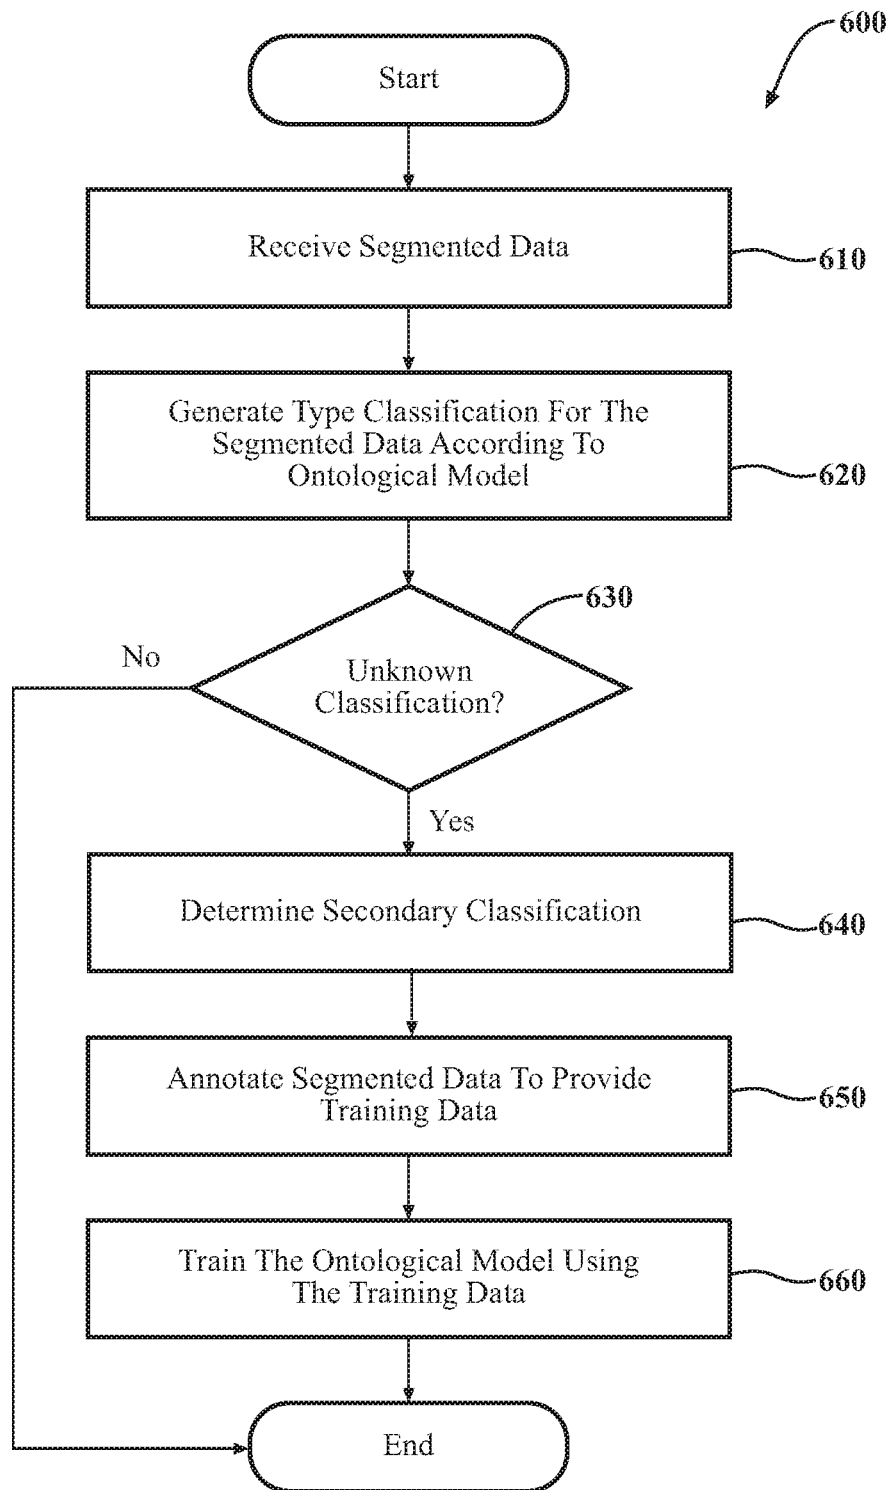 600
Start
Receive Segmented Data
610
Generate Type Classification For The
Segmented Data According To
Ontological Model
620
630
No
Unknown
Classification?
Yes
Determine Secondary Classification
640
Annotate Segmented Data To Provide
Training Data
650
Train The Ontological Model Using
The Training Data
660
End